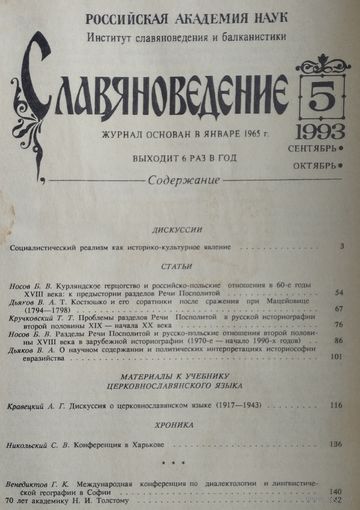 РОССИЙСКАЯ АКАДЕМИЯ НАУК
Институт славяноведения и балканистики
Славяноведение
5
ЖУРНАЛ ОСНОВАН В ЯНВАРЕ 1965 г.
1993
СЕНТЯБРЬ•
ВЫХОДИТ 6 РАЗ В ГОД
ОКТЯБРЬ•
Содержание
ДИСКУССИИ
Социалистический реализм как историко-культурное явление 3
СТАТЬИ
Носов Б. В. Курляндское герцогство и российско-польские отношения в 60-е годы
XVIII века: к предыстории разделов Речи Посполитой 54
Дьяков В. А. Т. Костюшко и его соратники после сражения при Мацейовице
(1794—1798) 67
Кручковский Т. Т. Проблемы разделов Речи Посполитой в русской историографии
второй половины XIX — начала XX века 76
Носов Б. В. Разделы Речи Посполитой и русско-польские отношения второй поло-
вины XVIII века в зарубежной историографии (1970-е — начало 1990-х годов) 86
Дьяков В. А. О научном содержании и политических интерпретациях историософии
евразийства 101
МАТЕРИАЛЫ К УЧЕБНИКУ
ЦЕРКОВНОСЛАВЯНСКОГО ЯЗЫКА
Кравецкий А. Г. Дискуссия о церковнославянском языке (1917—1943) 116
ХРОНИКА
Никольский С. В. Конференция в Харькове 136
* * *
Венедиктов Г. К. Международная конференция по диалектологии и лингвисти-
ческой географии в Софии 140
70 лет академику Н. И. Толстому